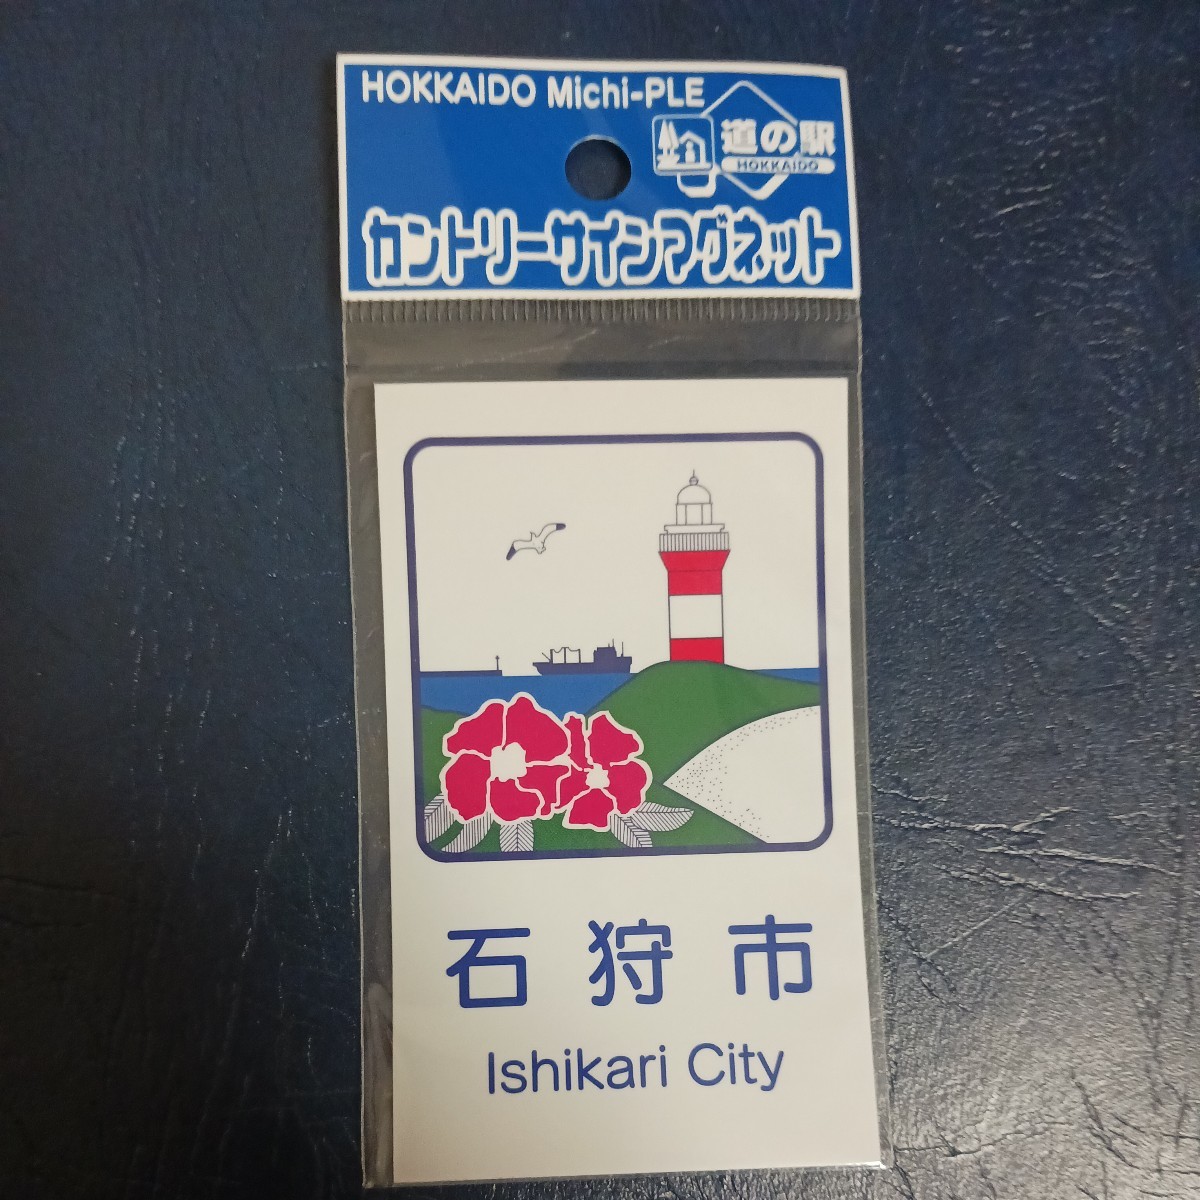 HOKKAIDO Michi-PLE
道の駅
HOKKAIDO
カントリーサインマグネット
石狩市
Ishikari City